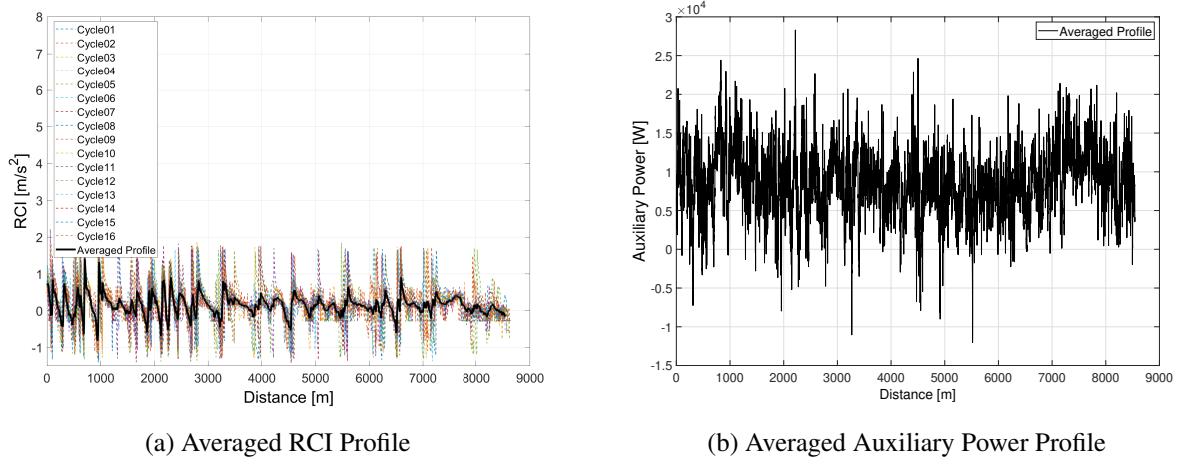 8
7
6
5
4
3
2
1
0
-1
RCI [m/s²]
Cycle01
Cycle02
Cycle03
Cycle04
Cycle05
Cycle06
Cycle07
Cycle08
Cycle09
Cycle10
Cycle11
Cycle12
Cycle13
Cycle14
Cycle15
Cycle16
Averaged Profile
0 1000 2000 3000 4000 5000 6000 7000 8000 9000
Distance [m]
(a) Averaged RCI Profile
×10⁴
3
2.5
2
1.5
1
0.5
0
-0.5
-1
-1.5
Auxiliary Power [W]
Averaged Profile
0 1000 2000 3000 4000 5000 6000 7000 8000 9000
Distance [m]
(b) Averaged Auxiliary Power Profile